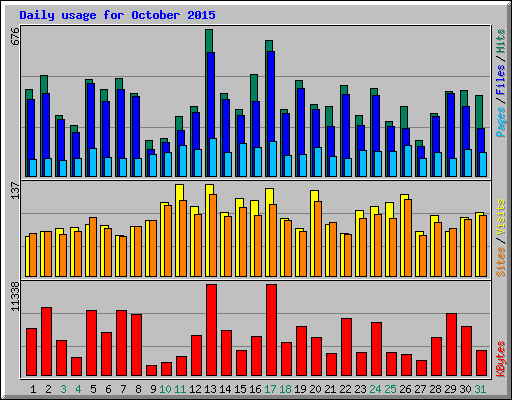 Daily usage for October 2015
676
Pages / Files / Hits
137
Sites / Visits
11338
KBytes
1 2 3 4 5 6 7 8 9 10 11 12 13 14 15 16 17 18 19 20 21 22 23 24 25 26 27 28 29 30 31